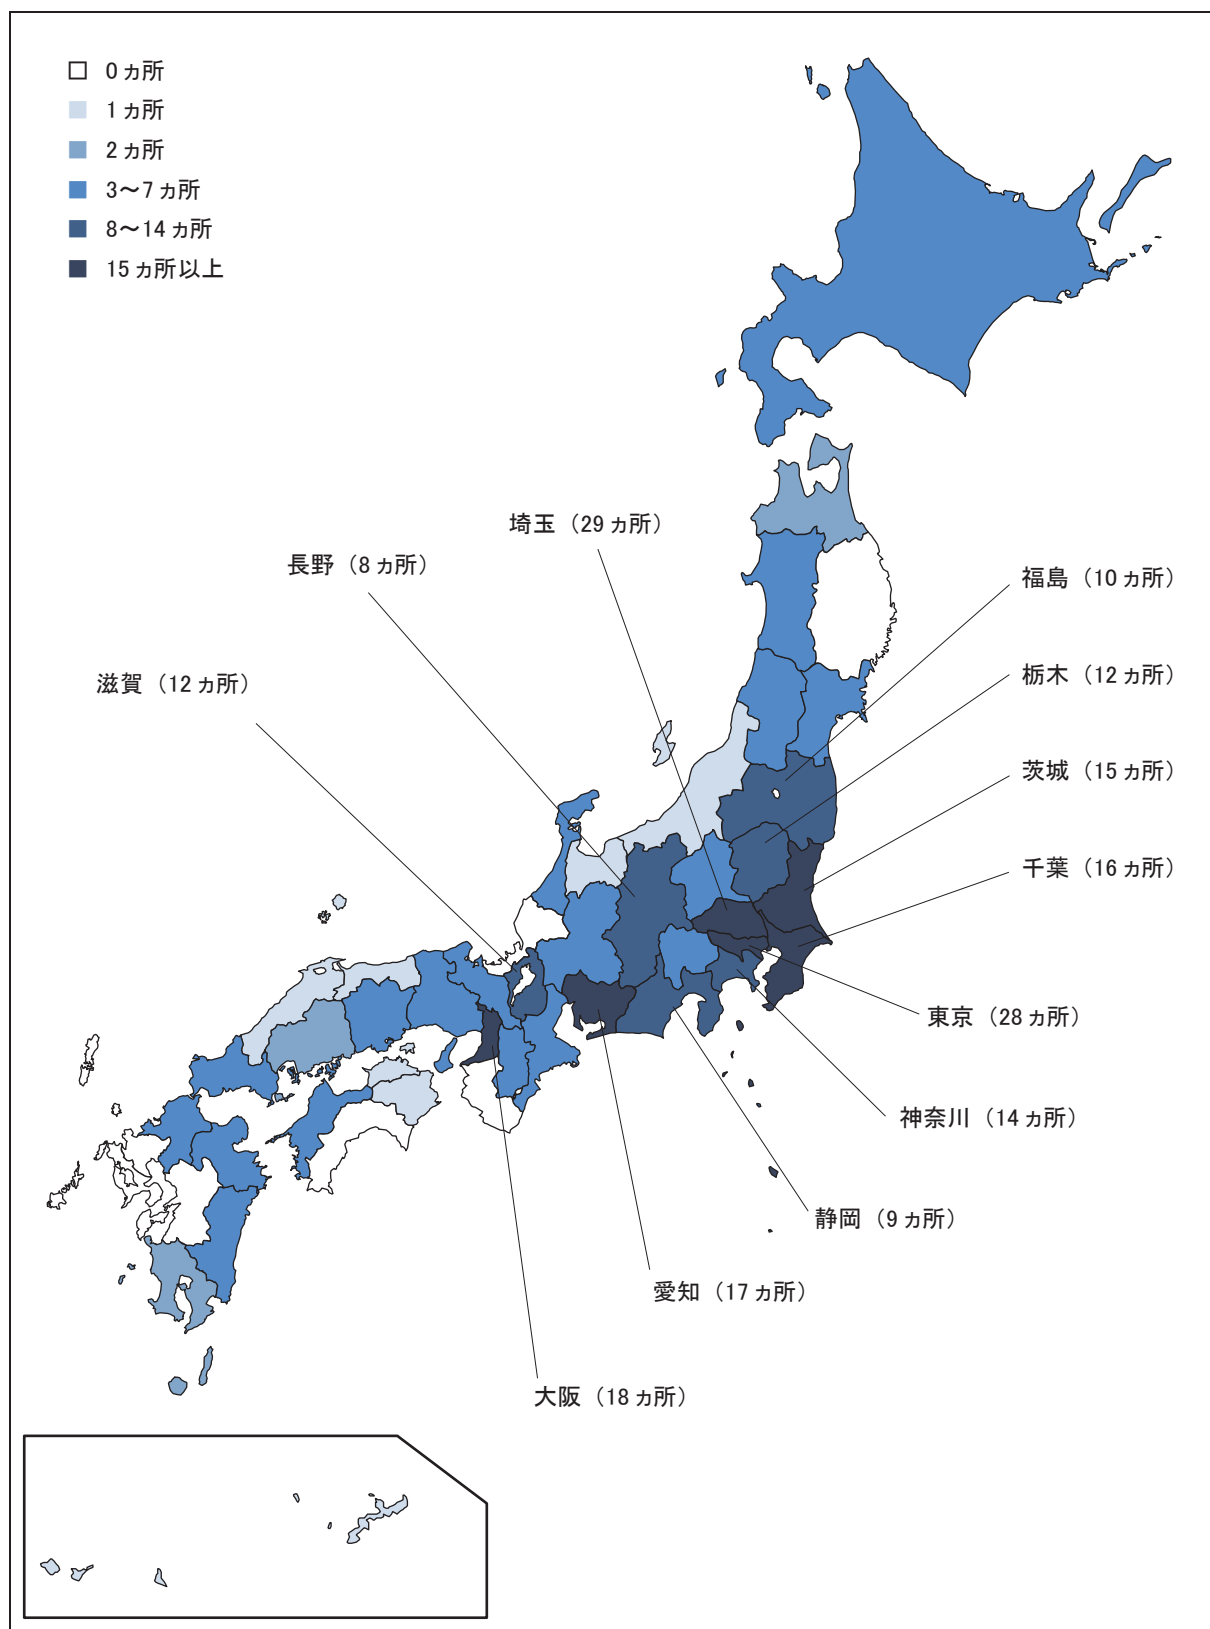 0ヵ所
1ヵ所
2ヵ所
3〜7ヵ所
8〜14ヵ所
15ヵ所以上
埼玉（29ヵ所）
長野（8ヵ所）
福島（10ヵ所）
滋賀（12ヵ所）
栃木（12ヵ所）
茨城（15ヵ所）
千葉（16ヵ所）
東京（28ヵ所）
神奈川（14ヵ所）
静岡（9ヵ所）
愛知（17ヵ所）
大阪（18ヵ所）